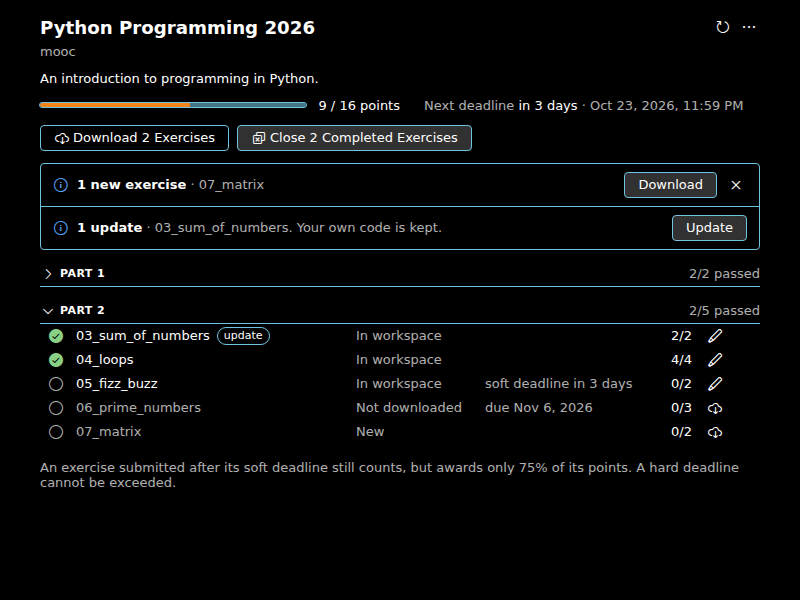 Python Programming 2026
mooc
An introduction to programming in Python.
9 / 16 points Next deadline in 3 days · Oct 23, 2026, 11:59 PM
Download 2 Exercises Close 2 Completed Exercises
1 new exercise · 07_matrix Download
1 update · 03_sum_of_numbers. Your own code is kept. Update
PART 1 2/2 passed
PART 2 2/5 passed
03_sum_of_numbers update In workspace 2/2
04_loops In workspace 4/4
05_fizz_buzz In workspace soft deadline in 3 days 0/2
06_prime_numbers Not downloaded due Nov 6, 2026 0/3
07_matrix New 0/2
An exercise submitted after its soft deadline still counts, but awards only 75% of its points. A hard deadline
cannot be exceeded.